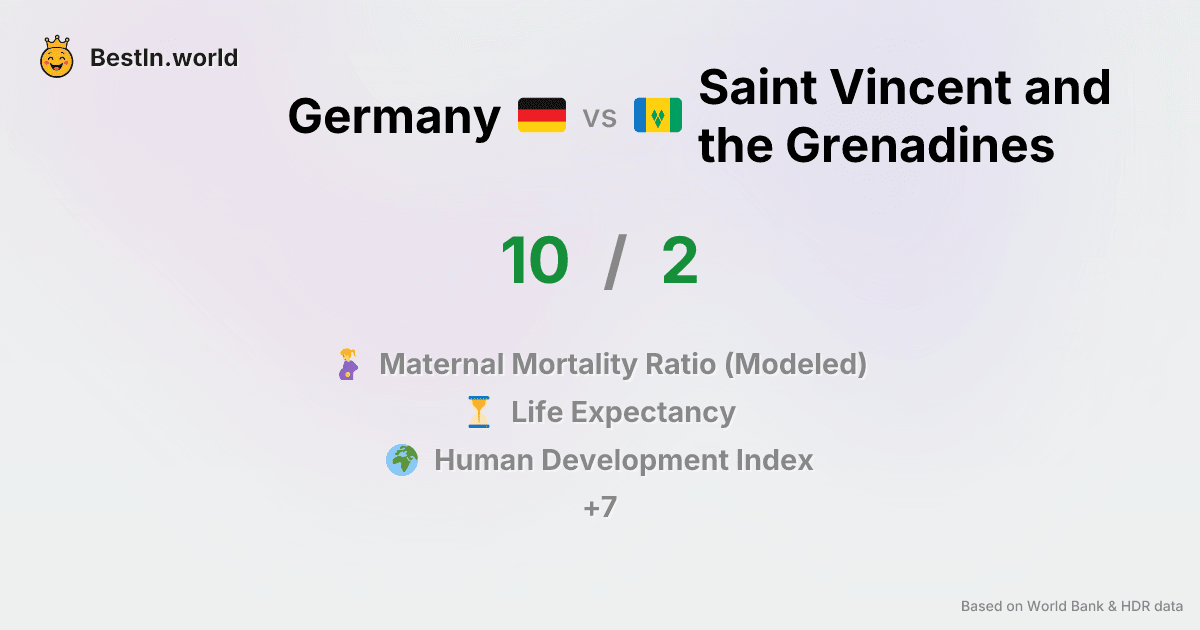 BestIn.world
Germany vs Saint Vincent and
the Grenadines
10 / 2
Maternal Mortality Ratio (Modeled)
Life Expectancy
Human Development Index
+7
Based on World Bank & HDR data